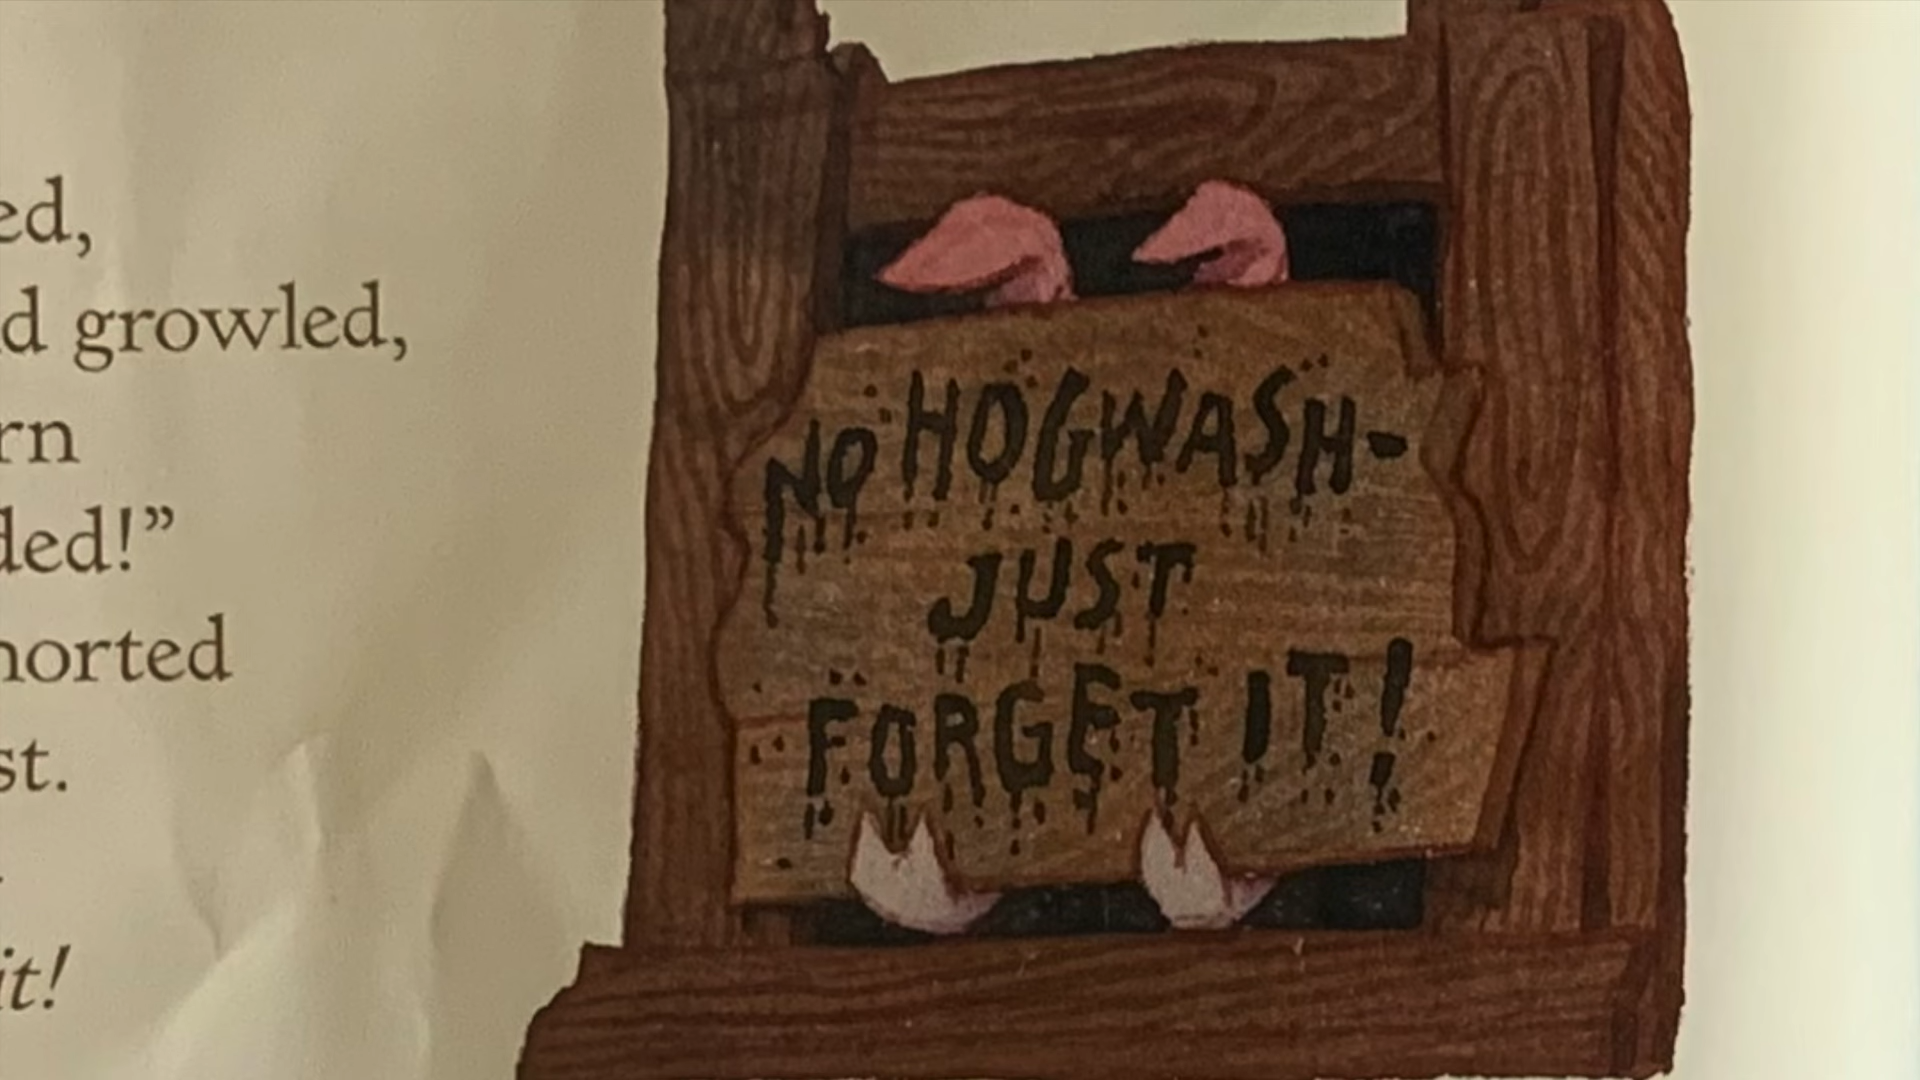 ed,
d growled,
rn
ded!”
norted
st.
it!
NO HOGWASH-
JUST
FORGET IT!